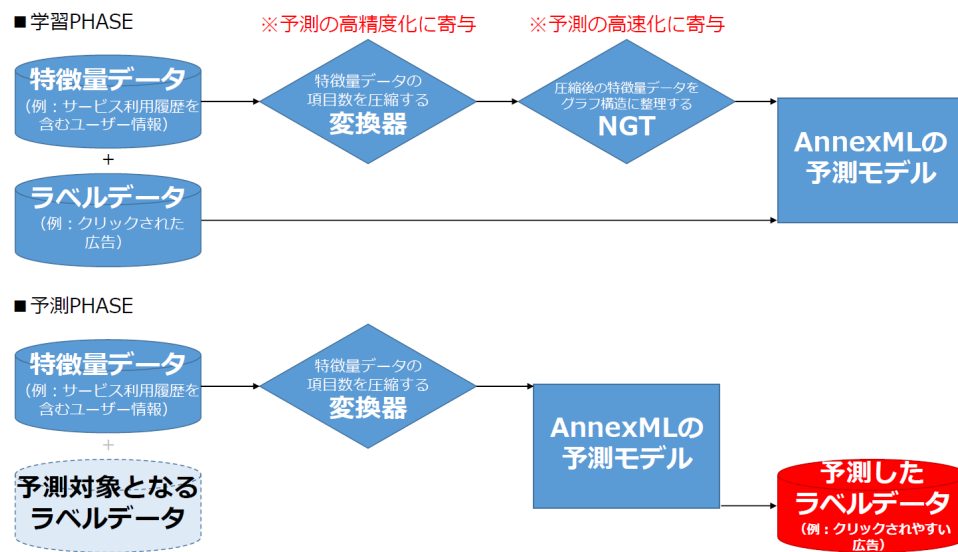 ■学習PHASE
※予測の高精度化に寄与
※予測の高速化に寄与
特徴量データ
（例：サービス利用履歴を
含むユーザー情報）
+
ラベルデータ
（例：クリックされた
広告）
特徴量データの
項目数を圧縮する
変換器
圧縮後の特徴量データを
グラフ構造に整理する
NGT
AnnexMLの
予測モデル
■予測PHASE
特徴量データ
（例：サービス利用履歴を
含むユーザー情報）
+
予測対象となる
ラベルデータ
特徴量データの
項目数を圧縮する
変換器
AnnexMLの
予測モデル
予測した
ラベルデータ
（例：クリックされやすい
広告）